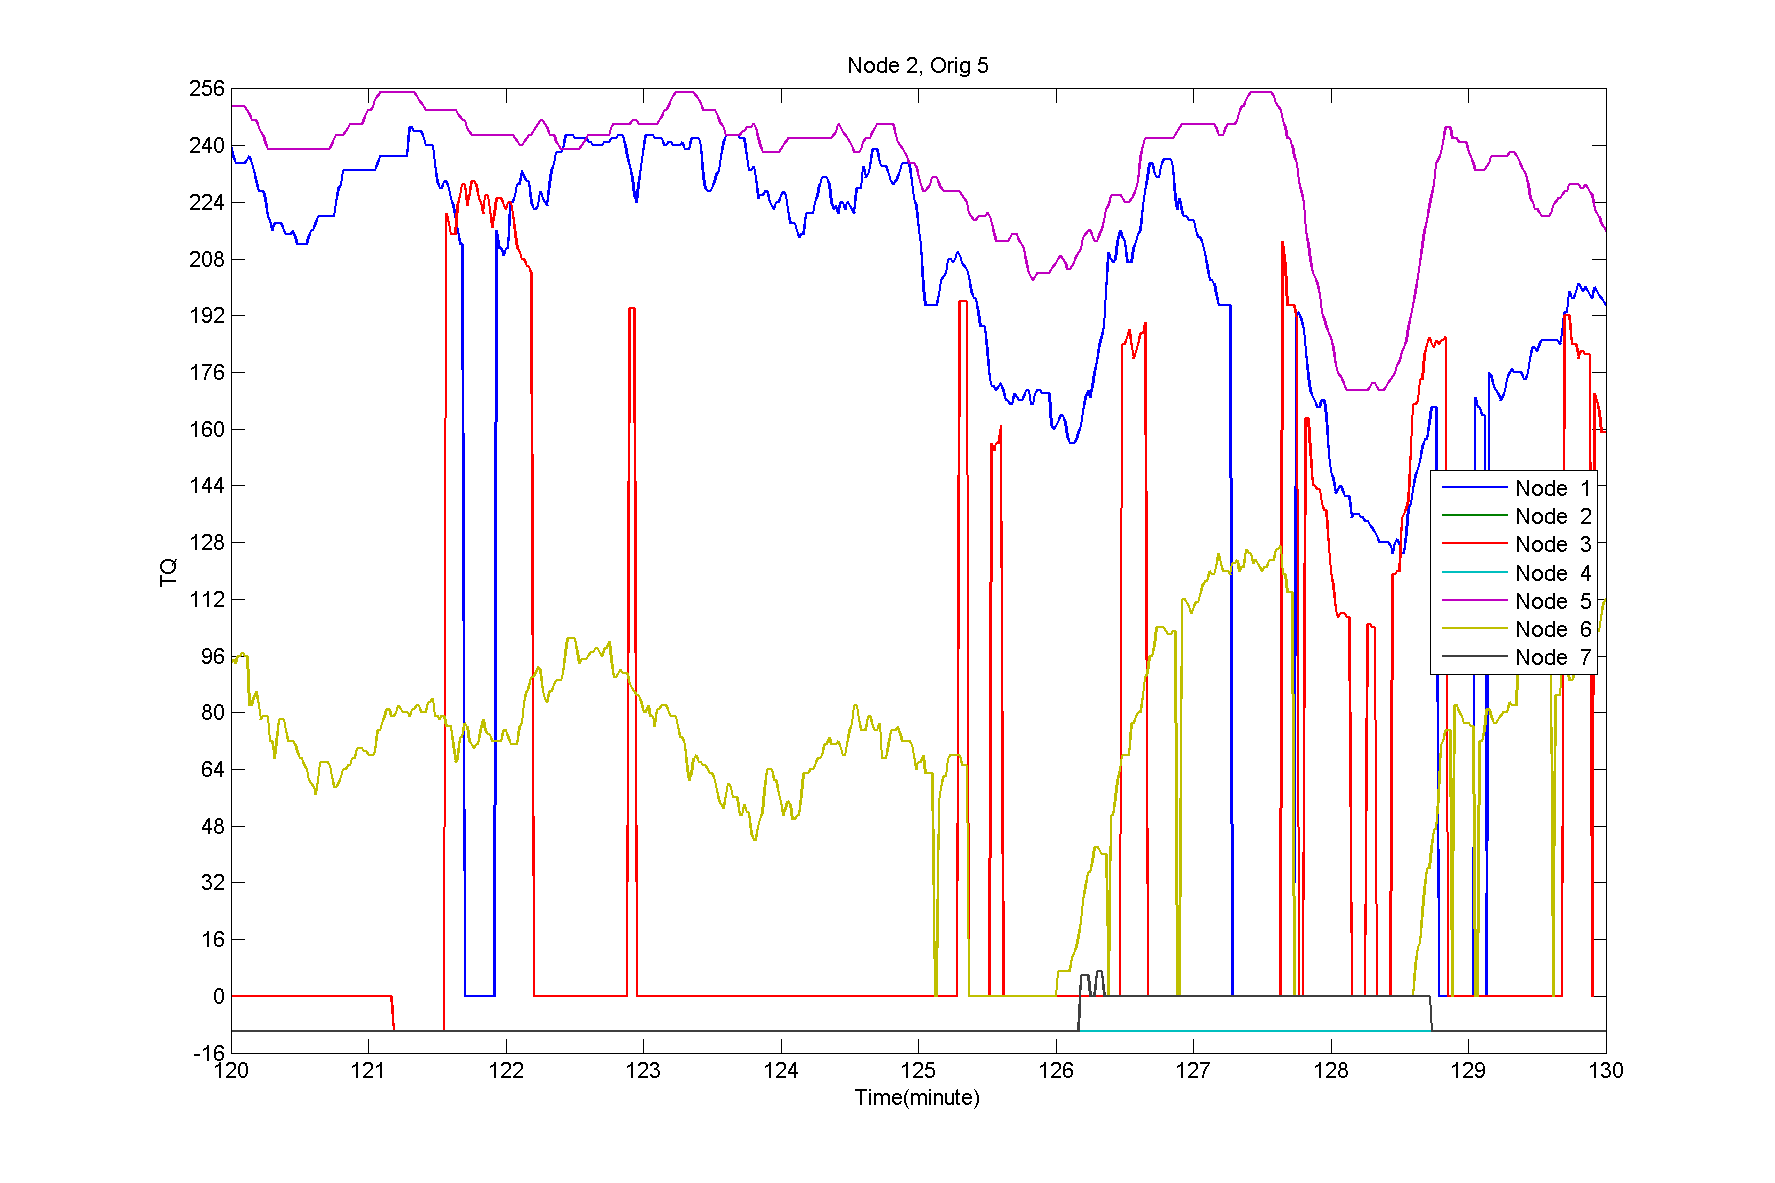 Node 2, Orig 5
256
240
224
208
192
176
160
144
128
112
96
80
64
48
32
16
0
-16
TQ
Node 1
Node 2
Node 3
Node 4
Node 5
Node 6
Node 7
120 121 122 123 124 125 126 127 128 129 130
Time(minute)